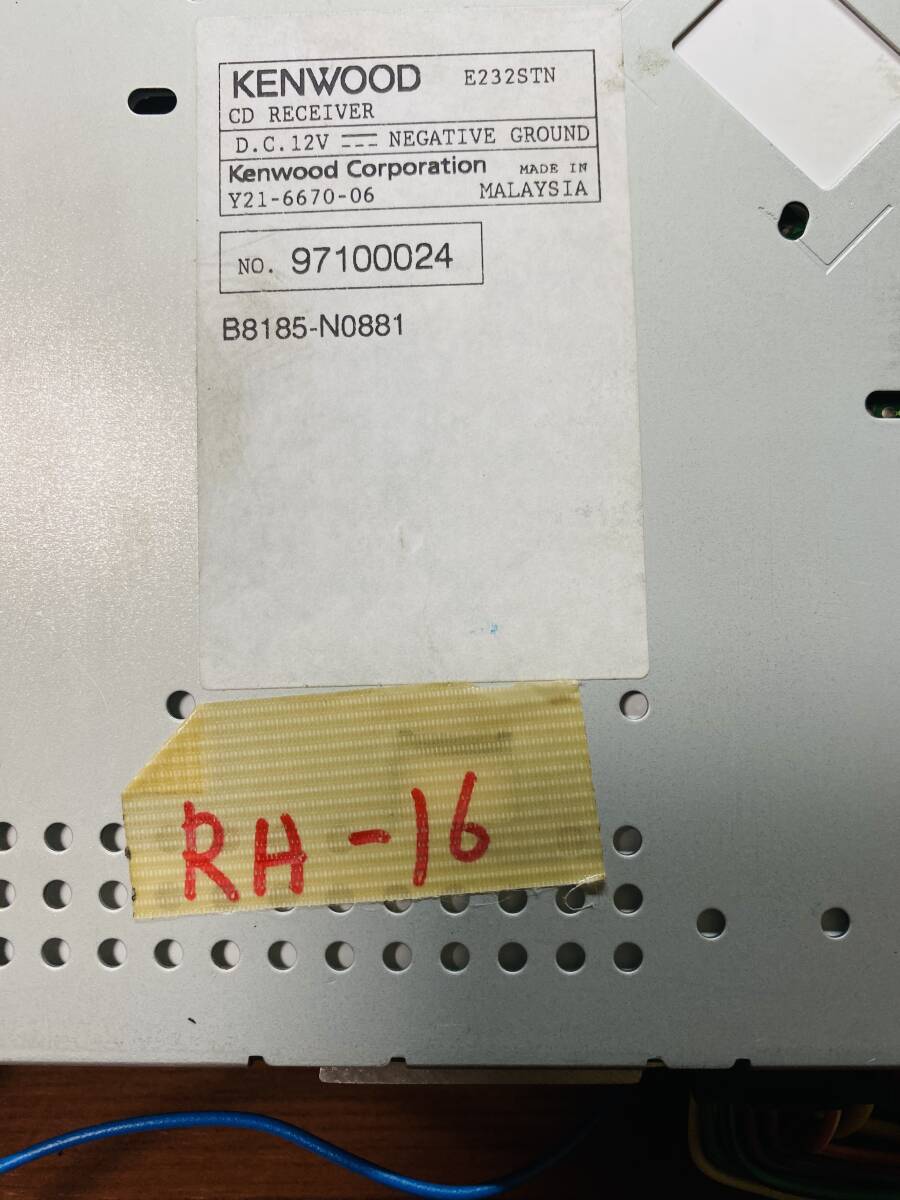 KENWOOD E232STN
CD RECEIVER
D.C.12V NEGATIVE GROUND
Kenwood Corporation MADE IN
Y21-6670-06 MALAYSIA
NO. 97100024
B8185-N0881
RH-16